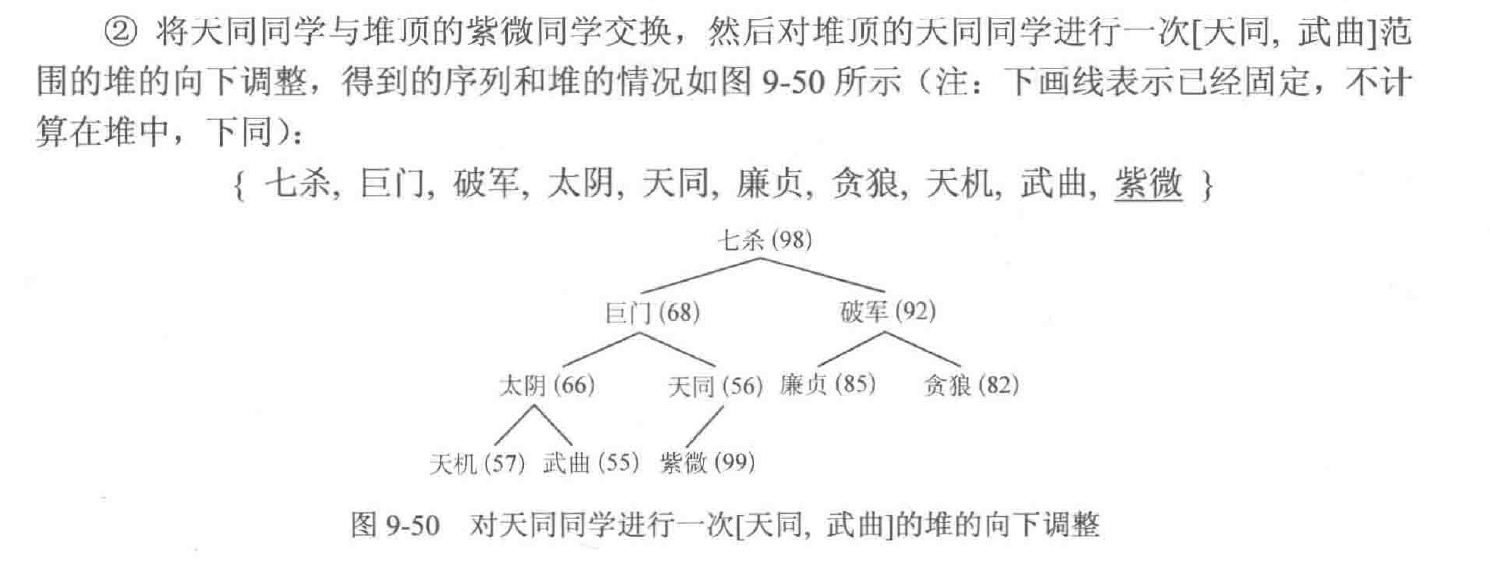 ② 将天同同学与堆顶的紫微同学交换，然后对堆顶的天同同学进行一次[天同, 武曲]范
围的堆的向下调整，得到的序列和堆的情况如图 9-50 所示（注：下画线表示已经固定，不计
算在堆中，下同）：
{ 七杀, 巨门, 破军, 太阴, 天同, 廉贞, 贪狼, 天机, 武曲, 紫微 }
七杀 (98)
巨门 (68) 破军 (92)
太阴 (66) 天同 (56) 廉贞 (85) 贪狼 (82)
天机 (57) 武曲 (55) 紫微 (99)
图 9-50 对天同同学进行一次[天同, 武曲]的堆的向下调整